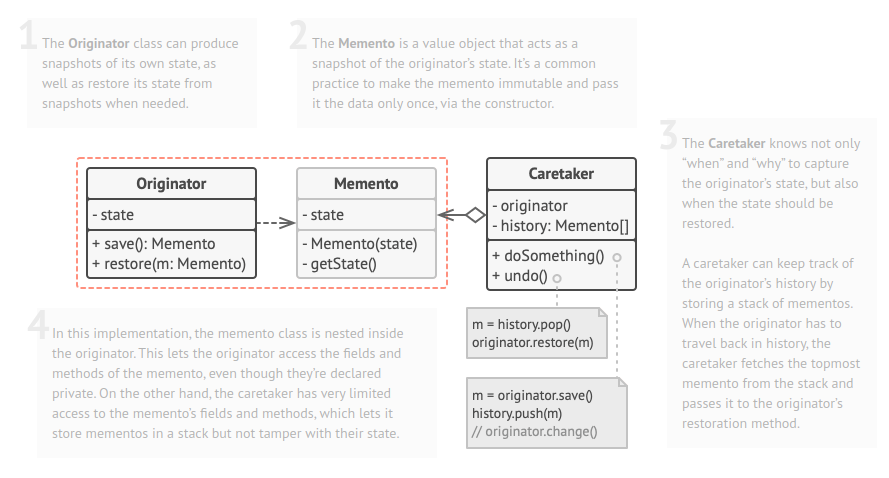 1
The Originator class can produce
snapshots of its own state, as
well as restore its state from
snapshots when needed.
2
The Memento is a value object that acts as a
snapshot of the originator's state. It's a common
practice to make the memento immutable and pass
it the data only once, via the constructor.
3
The Caretaker knows not only
“when” and “why” to capture
the originator's state, but also
when the state should be
restored.
A caretaker can keep track of
the originator's history by
storing a stack of mementos.
When the originator has to
travel back in history, the
caretaker fetches the topmost
memento from the stack and
passes it to the originator's
restoration method.
Originator
- state
+ save(): Memento
+ restore(m: Memento)
Memento
- state
- Memento(state)
- getState()
Caretaker
- originator
- history: Memento[]
+ doSomething()
+ undo()
m = history.pop()
originator.restore(m)
m = originator.save()
history.push(m)
// originator.change()
4
In this implementation, the memento class is nested inside
the originator. This lets the originator access the fields and
methods of the memento, even though they're declared
private. On the other hand, the caretaker has very limited
access to the memento's fields and methods, which lets it
store mementos in a stack but not tamper with their state.